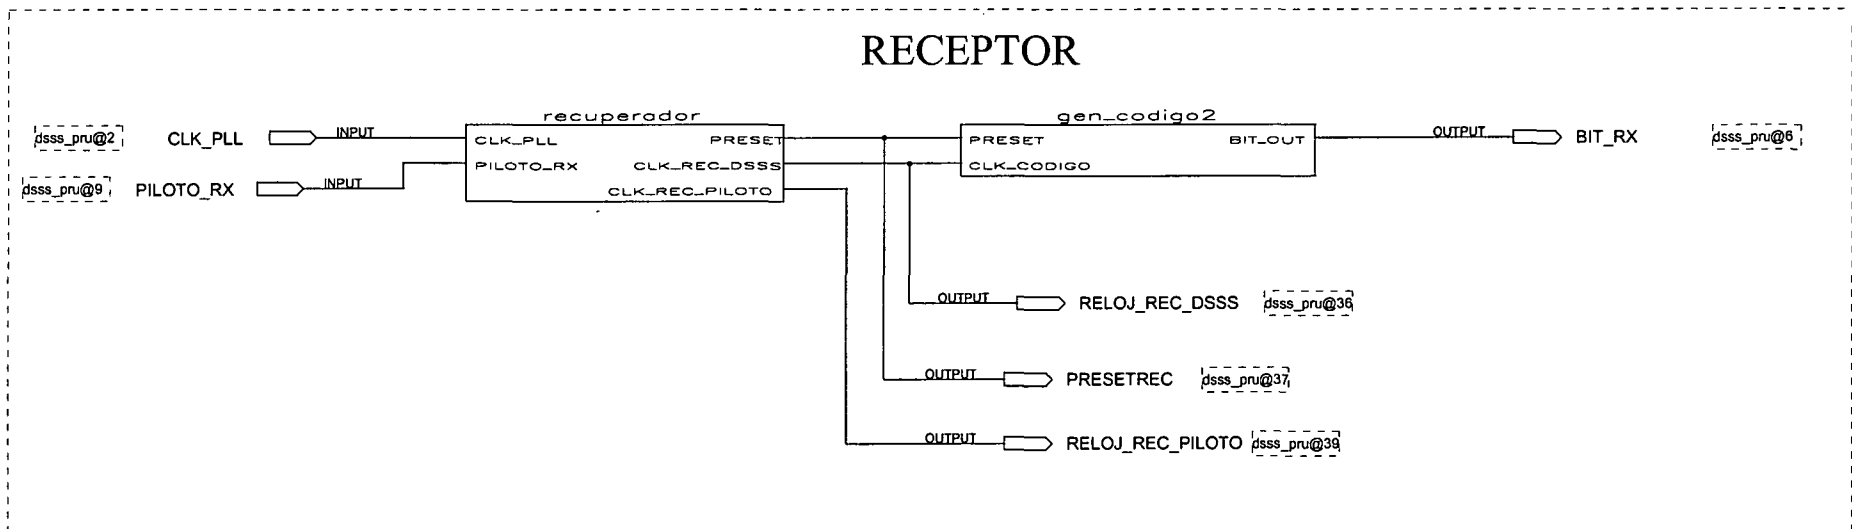 RECEPTOR
recuperador gen_codigo2
dsss_pru@2 CLK_PLL INPUT CLK_PLL PRESET PRESET BIT_OUT OUTPUT BIT_RX dsss_pru@6
PILOTO_RX CLK_REC_DSSS CLK_CODIGO
dsss_pru@9 PILOTO_RX INPUT CLK_REC_PILOTO
OUTPUT RELOJ_REC_DSSS dsss_pru@36
OUTPUT PRESETREC dsss_pru@37
OUTPUT RELOJ_REC_PILOTO dsss_pru@39